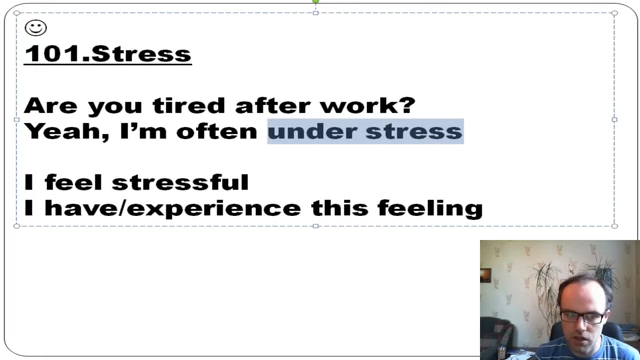 101.Stress
Are you tired after work?
Yeah, I'm often under stress
I feel stressful
I have/experience this feeling